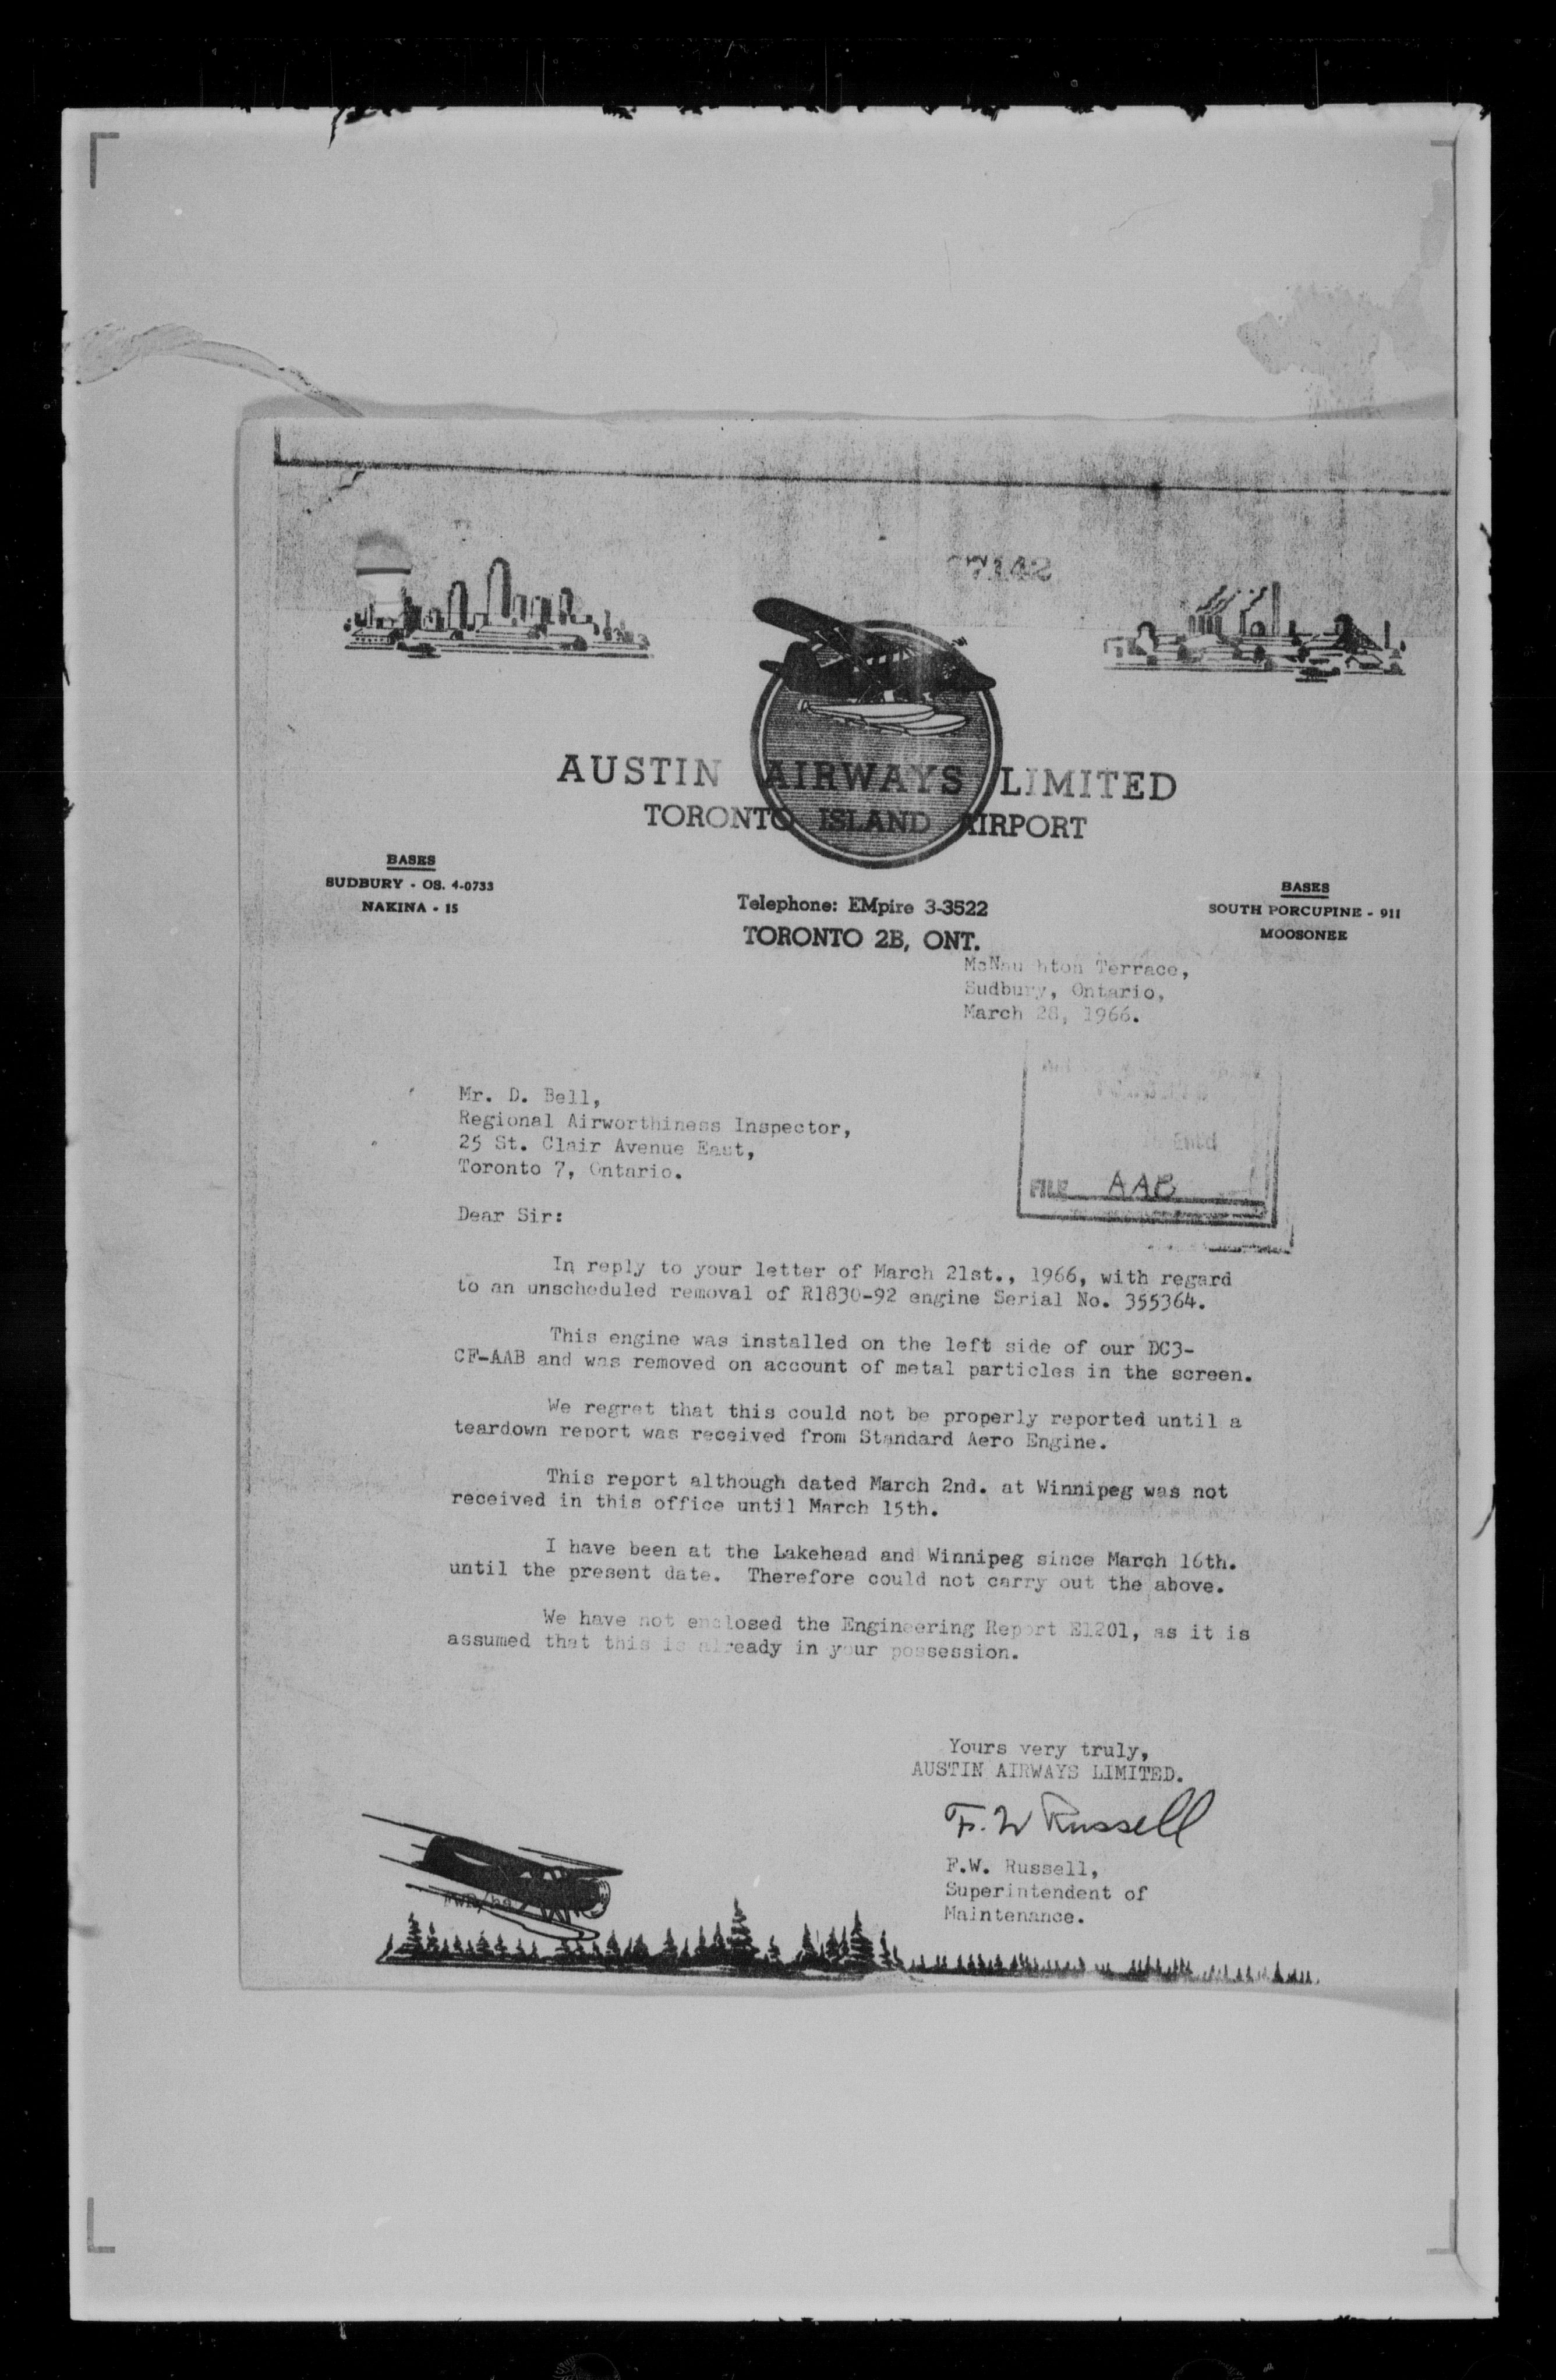 7142
AUSTIN AIRWAYS LIMITED
TORONTO ISLAND AIRPORT
BASES
SUDBURY - OS. 4-0733
NAKINA - 15
Telephone: EMpire 3-3522
TORONTO 2B, ONT.
BASES
SOUTH PORCUPINE - 911
MOOSONEE
McNau hton Terrace,
Sudbury, Ontario,
March 28, 1966.
Mr. D. Bell,
Regional Airworthiness Inspector,
25 St. Clair Avenue East,
Toronto 7, Ontario.
FILE AAB
Dear Sir:
In reply to your letter of March 21st., 1966, with regard
to an unscheduled removal of R1830-92 engine Serial No. 355364.
This engine was installed on the left side of our DC3-
CF-AAB and was removed on account of metal particles in the screen.
We regret that this could not be properly reported until a
teardown report was received from Standard Aero Engine.
This report although dated March 2nd. at Winnipeg was not
received in this office until March 15th.
I have been at the Lakehead and Winnipeg since March 16th.
until the present date. Therefore could not carry out the above.
We have not enclosed the Engineering Report E1201, as it is
assumed that this is already in your possession.
Yours very truly,
AUSTIN AIRWAYS LIMITED.
F. W Russell
F.W. Russell,
Superintendent of
Maintenance.
FWR/